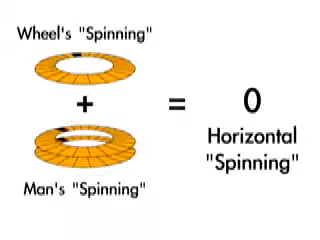 Wheel's "Spinning"
+
= 0
Horizontal
"Spinning"
Man's "Spinning"